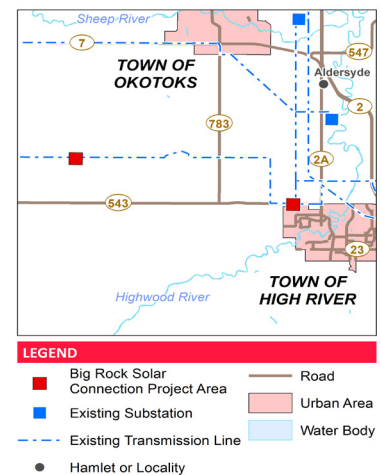 Sheep River
7
547
TOWN OF
OKOTOKS
Aldersyde
2
783
2A
543
23
TOWN OF
HIGH RIVER
Highwood River
LEGEND
Big Rock Solar
Connection Project Area
Existing Substation
Existing Transmission Line
Hamlet or Locality
Road
Urban Area
Water Body